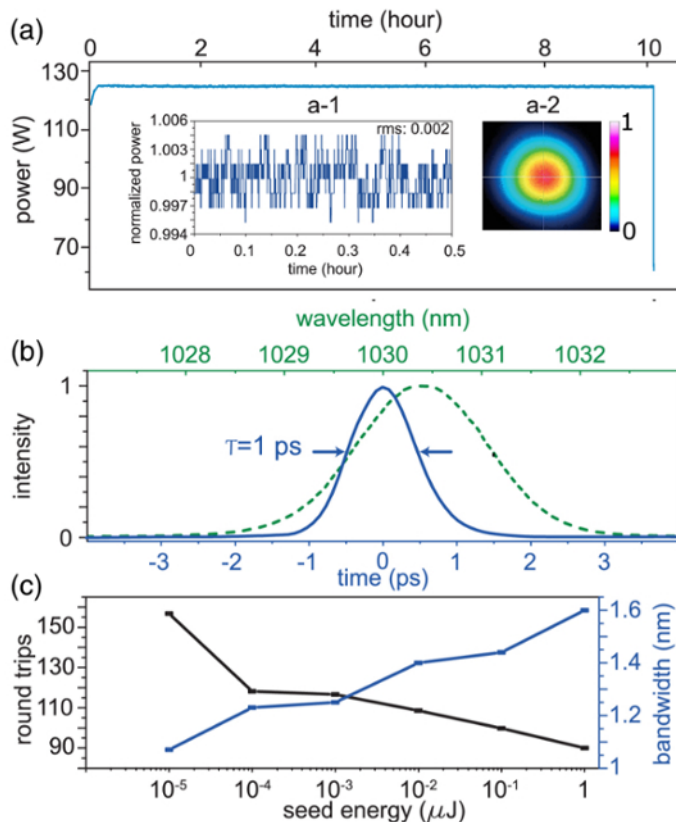 (a)
time (hour)
0 2 4 6 8 10
130
110
90
70
power (W)
a-1
a-2
1.006
1.003
1
0.997
0.994
normalized power
rms: 0.002
0 0.1 0.2 0.3 0.4 0.5
time (hour)
1
0
wavelength (nm)
(b)
1028 1029 1030 1031 1032
1
0
intensity
τ=1 ps
-3 -2 -1 0 1 2 3
time (ps)
(c)
150
130
110
90
round trips
1.6
1.4
1.2
1
bandwidth (nm)
10⁻⁵ 10⁻⁴ 10⁻³ 10⁻² 10⁻¹ 1
seed energy (μJ)